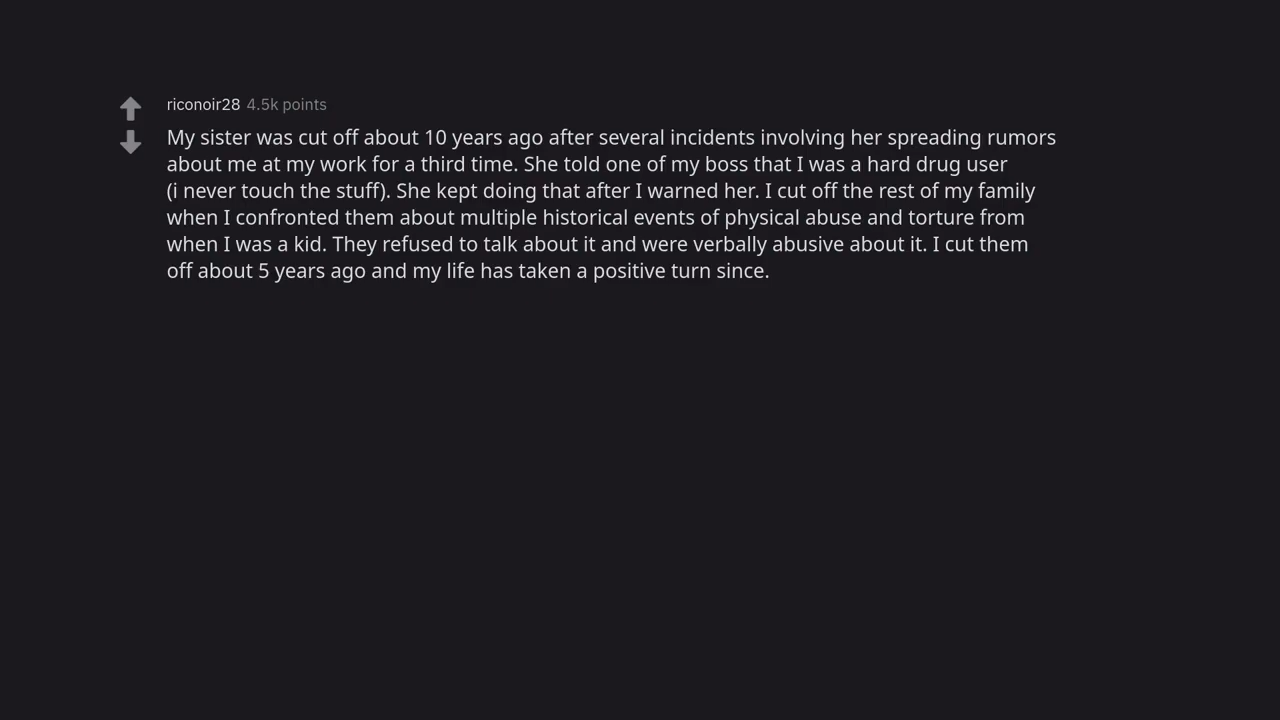 riconoir28 4.5k points
My sister was cut off about 10 years ago after several incidents involving her spreading rumors
about me at my work for a third time. She told one of my boss that I was a hard drug user
(i never touch the stuff). She kept doing that after I warned her. I cut off the rest of my family
when I confronted them about multiple historical events of physical abuse and torture from
when I was a kid. They refused to talk about it and were verbally abusive about it. I cut them
off about 5 years ago and my life has taken a positive turn since.